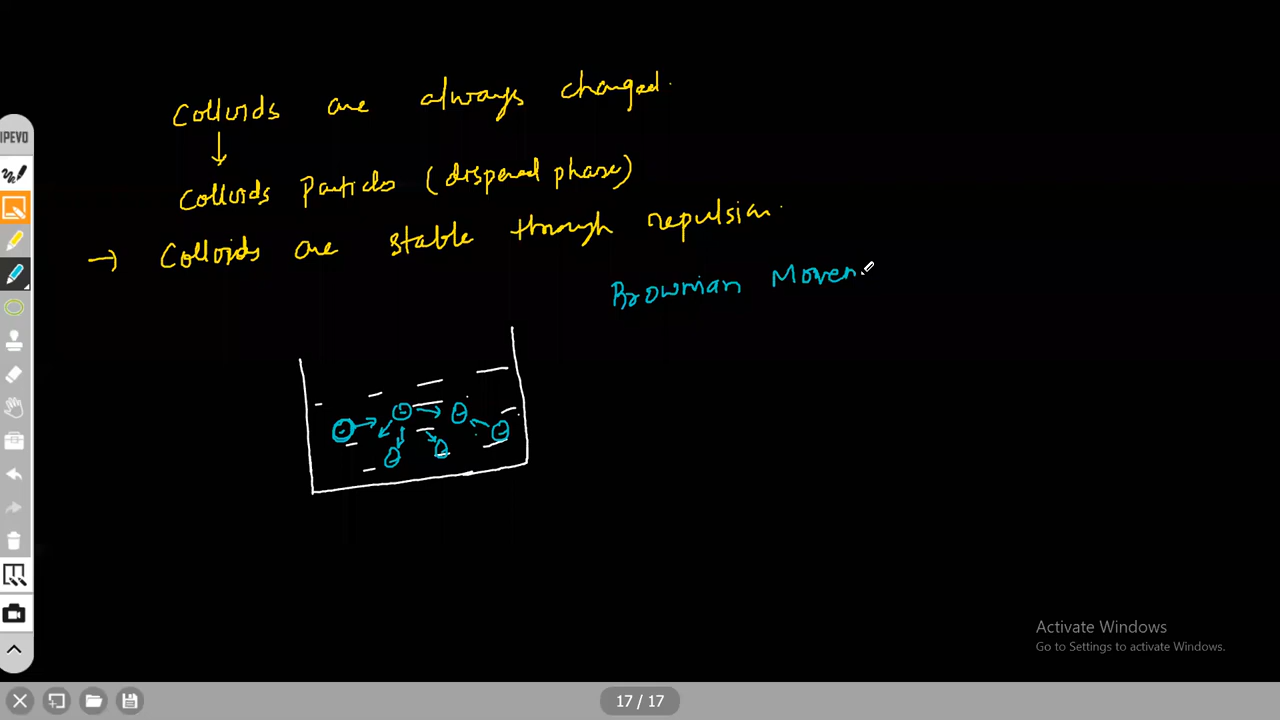 Colloids are always charged.
Colloids Particles (dispersed phase)
→ Colloids are stable through repulsion.
Brownian Movem
IPEVO
Activate Windows
Go to Settings to activate Windows.
17 / 17